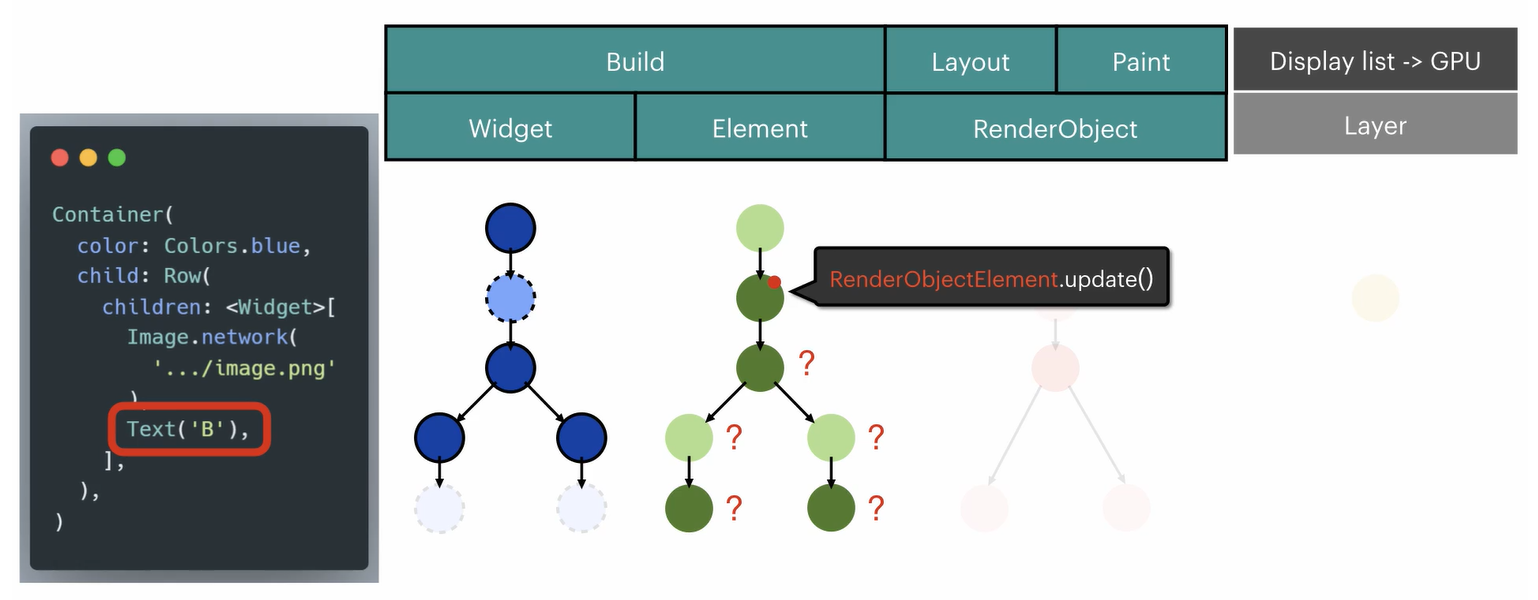 Build
Layout
Paint
Display list -> GPU
Widget
Element
RenderObject
Layer
Container(
color: Colors.blue,
child: Row(
children: <Widget>[
Image.network(
'.../image.png'
),
Text('B'),
],
),
)
RenderObjectElement.update()
?
?
?
?
?